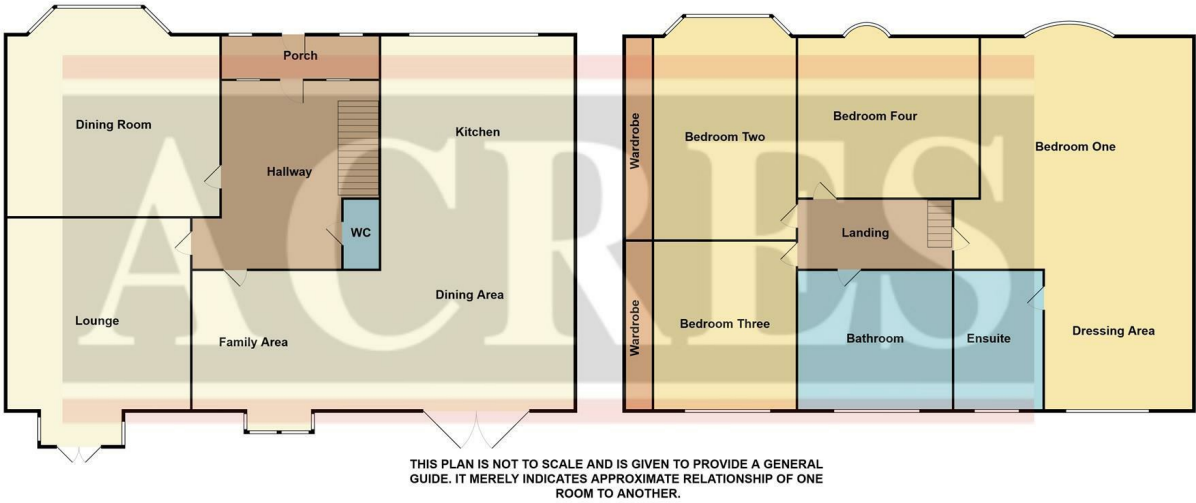 Porch
Dining Room
Kitchen
Hallway
WC
Dining Area
Lounge
Family Area
Wardrobe
Bedroom Two
Bedroom Four
Bedroom One
Landing
Wardrobe
Bedroom Three
Bathroom
Ensuite
Dressing Area
ACRES
THIS PLAN IS NOT TO SCALE AND IS GIVEN TO PROVIDE A GENERAL
GUIDE. IT MERELY INDICATES APPROXIMATE RELATIONSHIP OF ONE
ROOM TO ANOTHER.